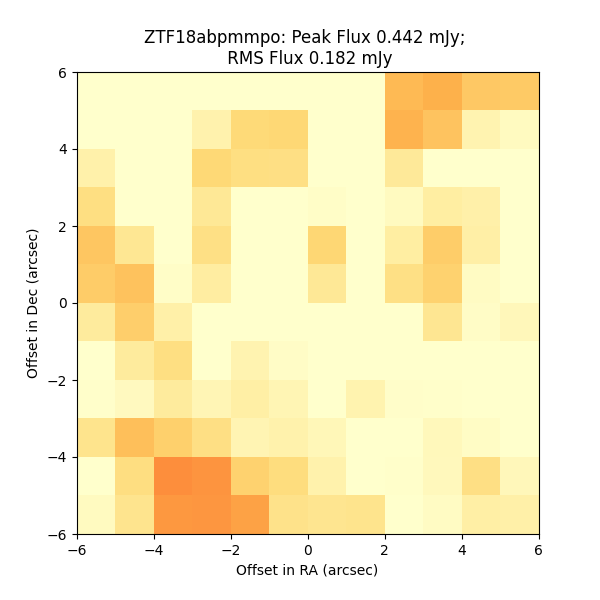 ZTF18abpmmpo: Peak Flux 0.442 mJy;
RMS Flux 0.182 mJy
6
4
2
0
−2
−4
−6
Offset in Dec (arcsec)
−6 −4 −2 0 2 4 6
Offset in RA (arcsec)